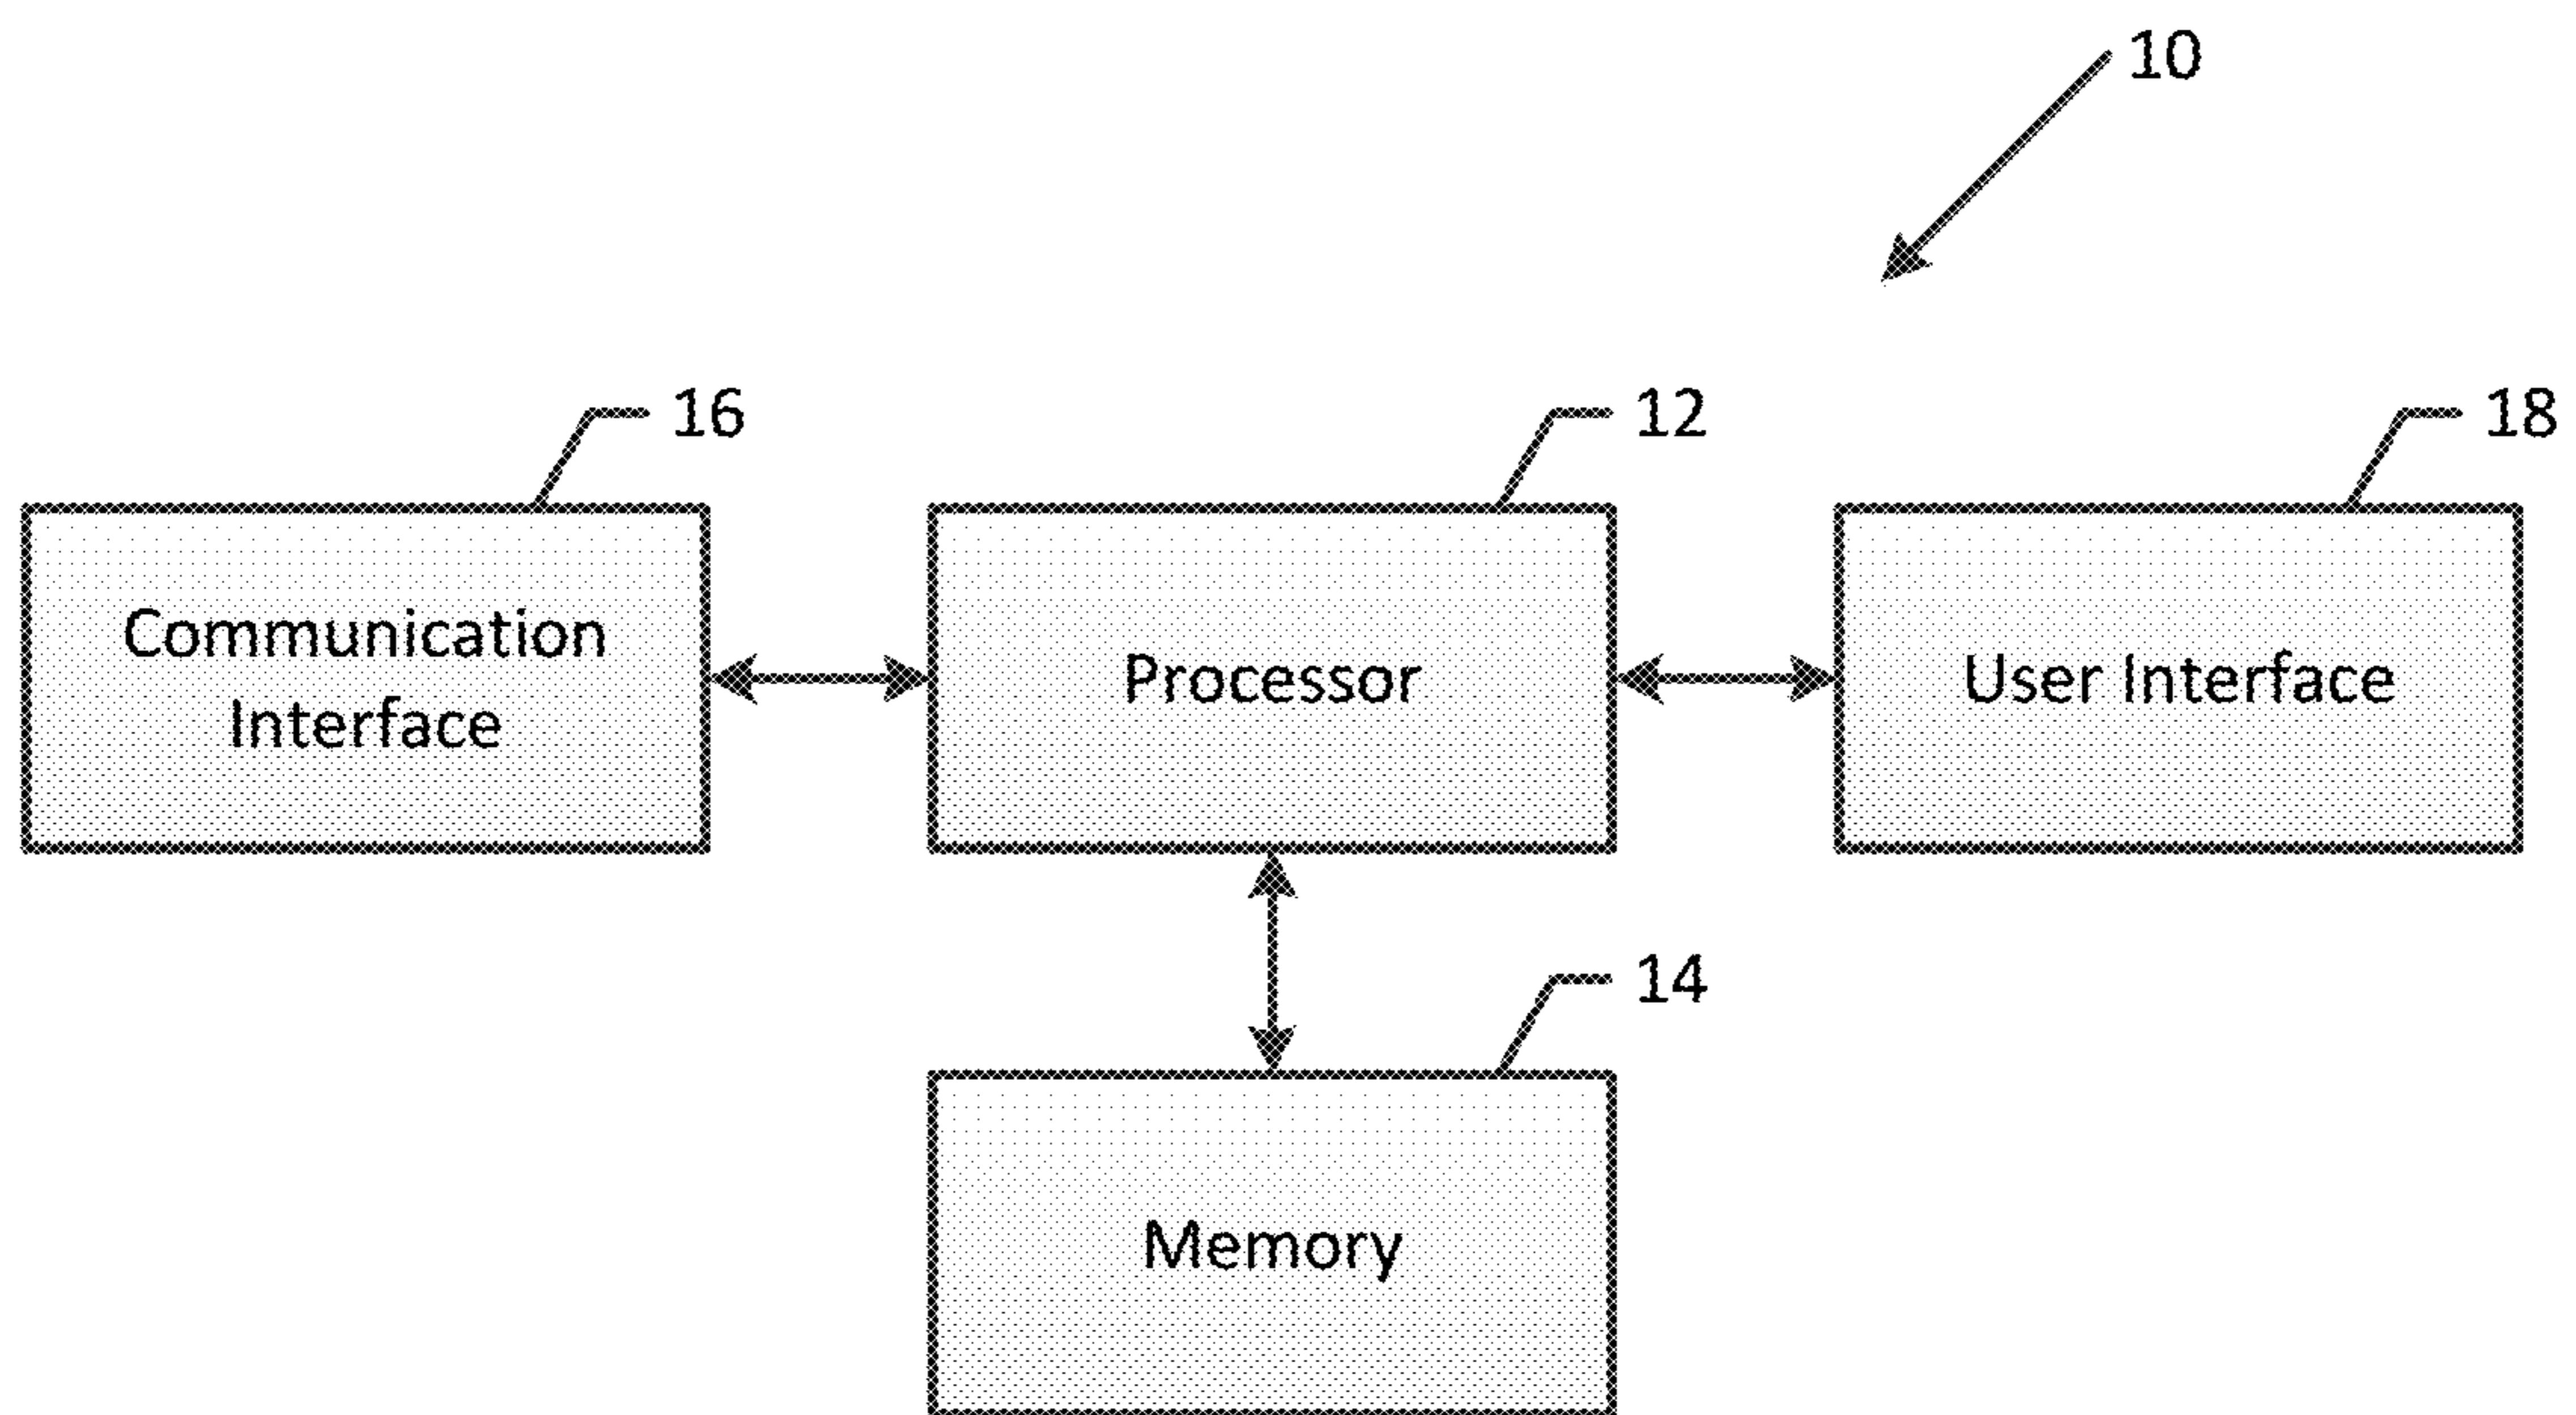 10
16
12
18
Communication
Interface
Processor
User Interface
14
Memory